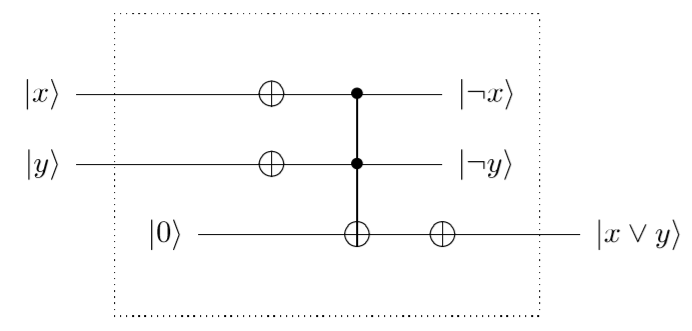 |x⟩ |¬x⟩
|y⟩ |¬y⟩
|0⟩ |x ∨ y⟩